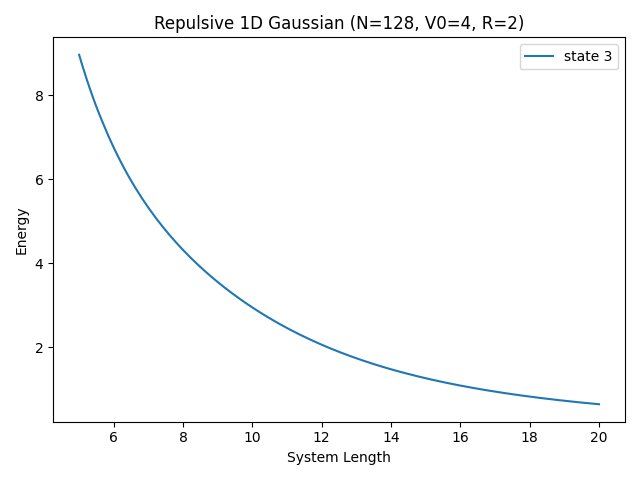 Repulsive 1D Gaussian (N=128, V0=4, R=2)
state 3
Energy
8
6
4
2
6 8 10 12 14 16 18 20
System Length